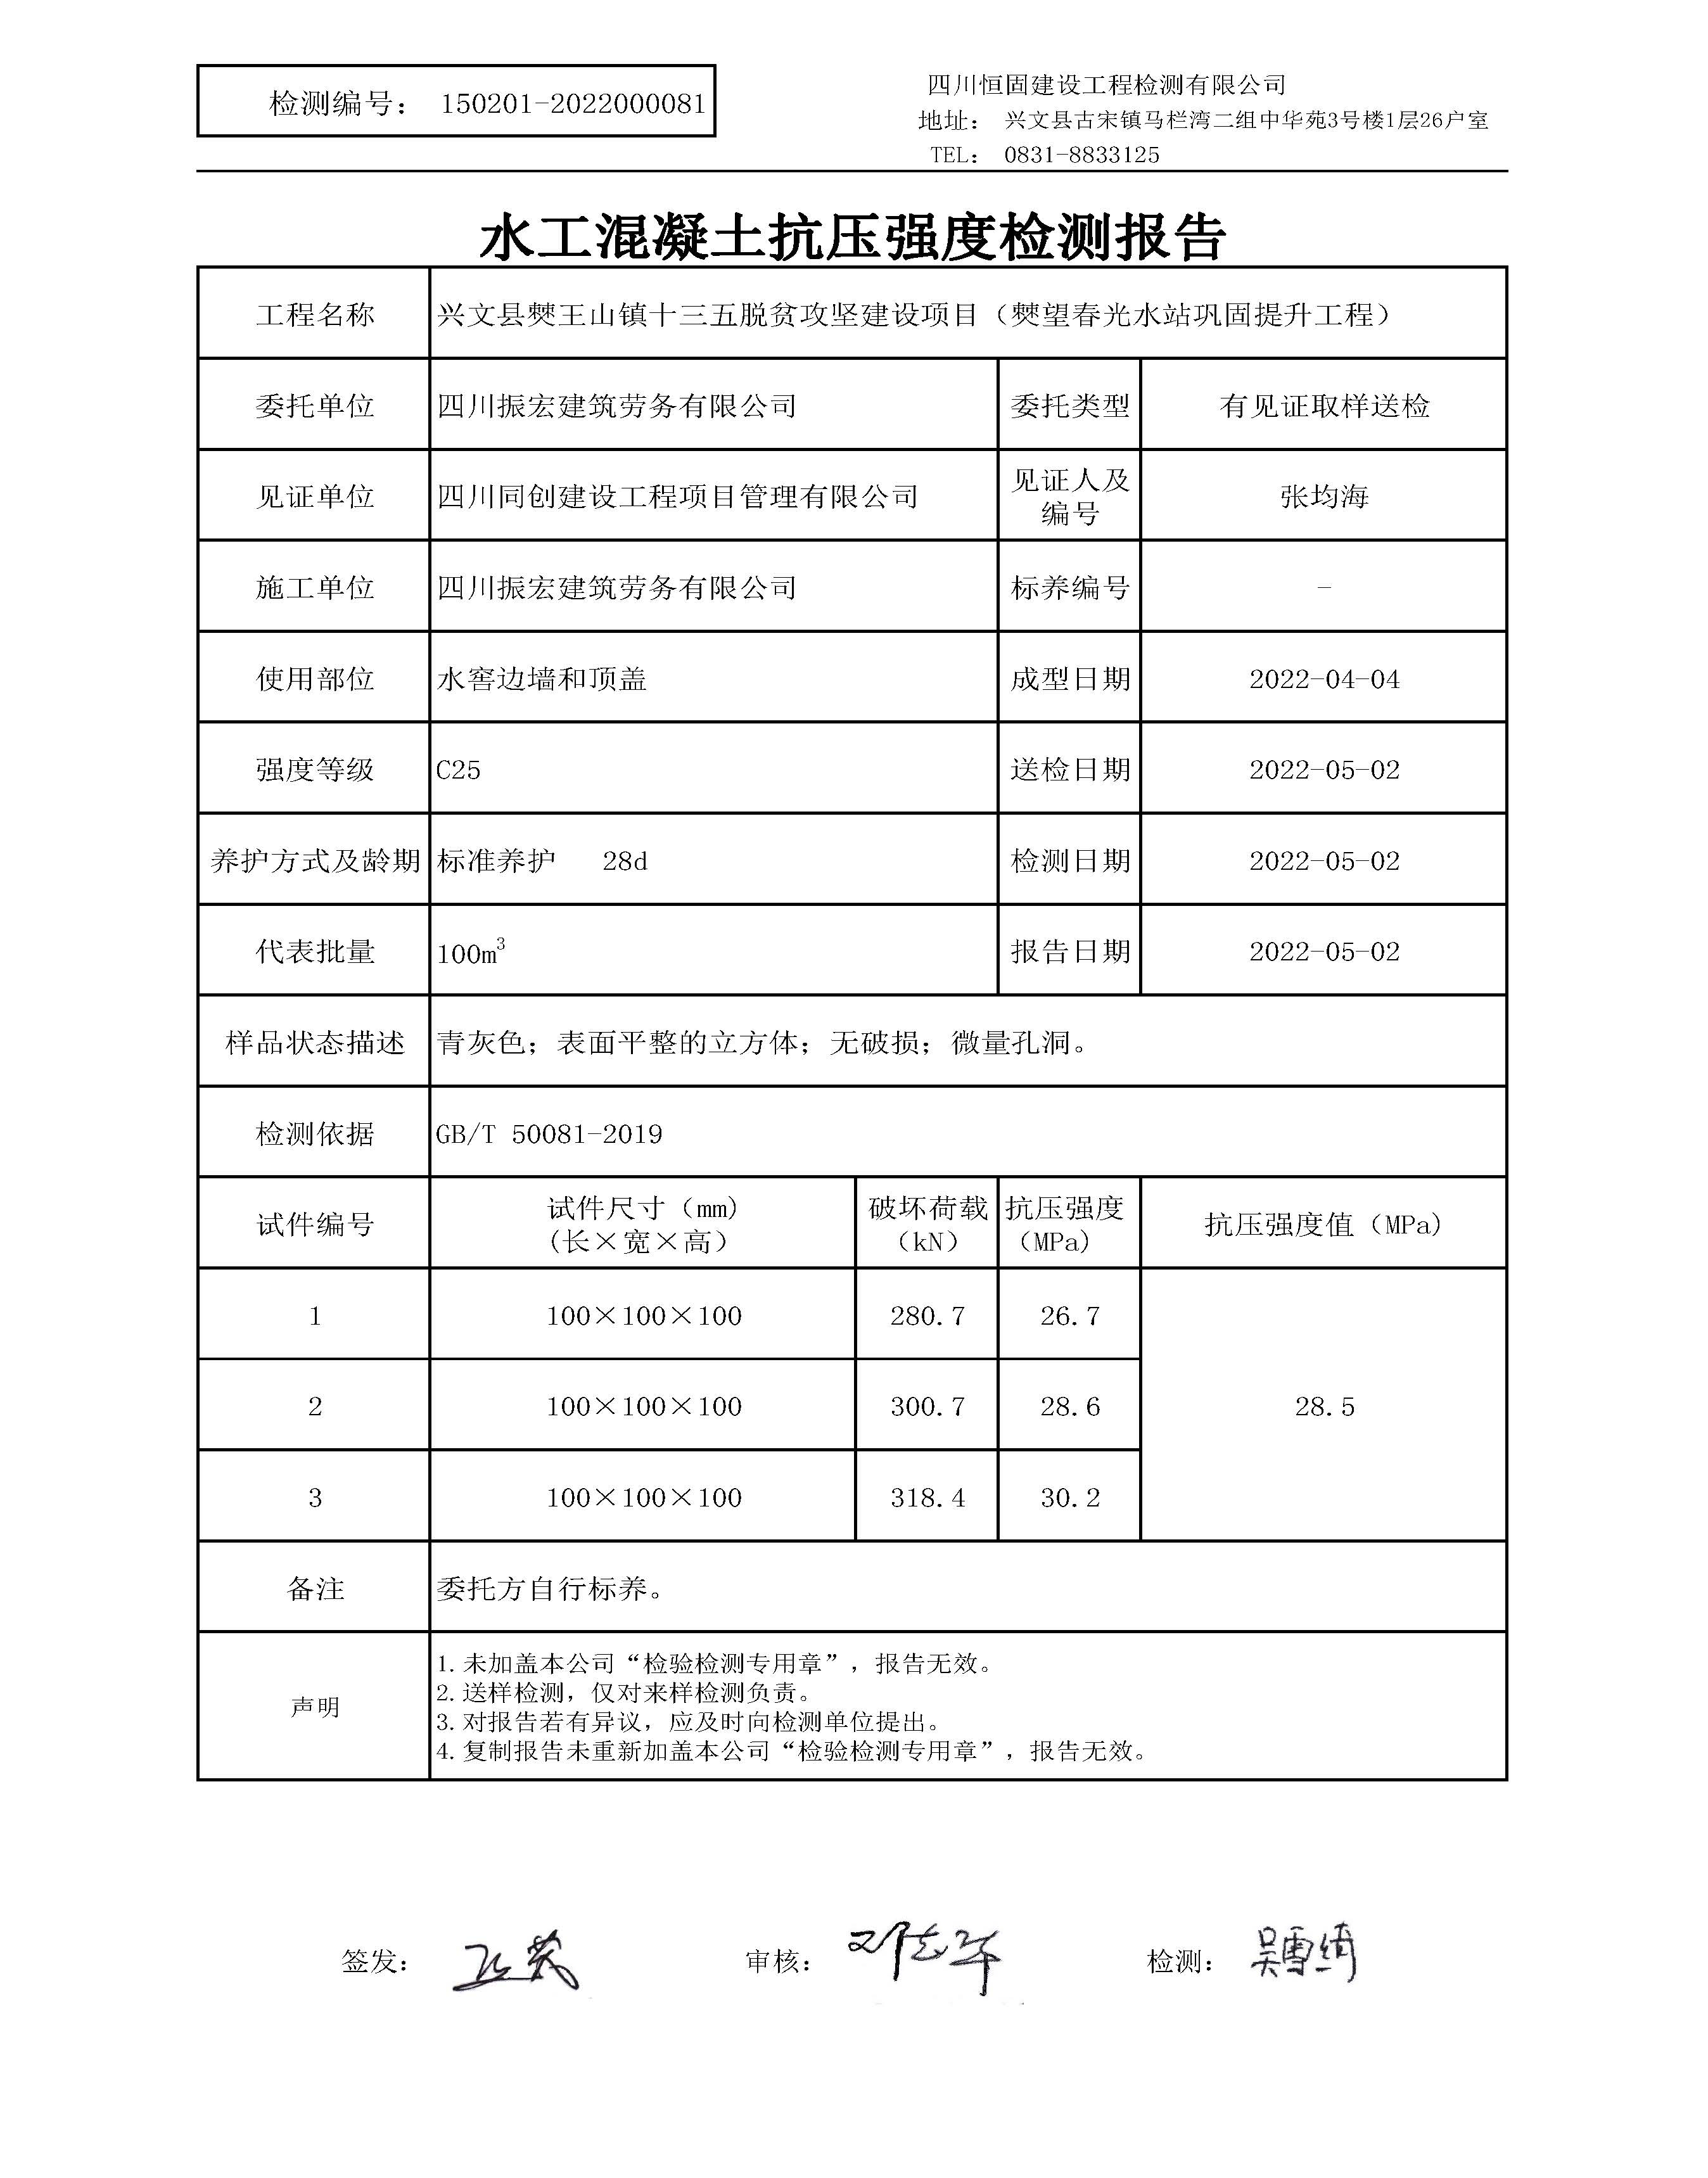 检测编号： 150201-2022000081
四川恒固建设工程检测有限公司
地址： 兴文县古宋镇马栏湾二组中华苑3号楼1层26户室
TEL： 0831-8833125
水工混凝土抗压强度检测报告
工程名称 兴文县僰王山镇十三五脱贫攻坚建设项目（僰望春光水站巩固提升工程）
委托单位 四川振宏建筑劳务有限公司 委托类型 有见证取样送检
见证单位 四川同创建设工程项目管理有限公司 见证人及编号 张均海
施工单位 四川振宏建筑劳务有限公司 标养编号 -
使用部位 水窖边墙和顶盖 成型日期 2022-04-04
强度等级 C25 送检日期 2022-05-02
养护方式及龄期 标准养护 28d 检测日期 2022-05-02
代表批量 100m³ 报告日期 2022-05-02
样品状态描述 青灰色；表面平整的立方体；无破损；微量孔洞。
检测依据 GB/T 50081-2019
试件编号 试件尺寸（mm)(长×宽×高） 破坏荷载（kN） 抗压强度（MPa) 抗压强度值（MPa)
1 100×100×100 280.7 26.7
2 100×100×100 300.7 28.6 28.5
3 100×100×100 318.4 30.2
备注 委托方自行标养。
声明
1.未加盖本公司“检验检测专用章”，报告无效。
2.送样检测，仅对来样检测负责。
3.对报告若有异议，应及时向检测单位提出。
4.复制报告未重新加盖本公司“检验检测专用章”，报告无效。
签发： 审核： 检测： 吴雪绮